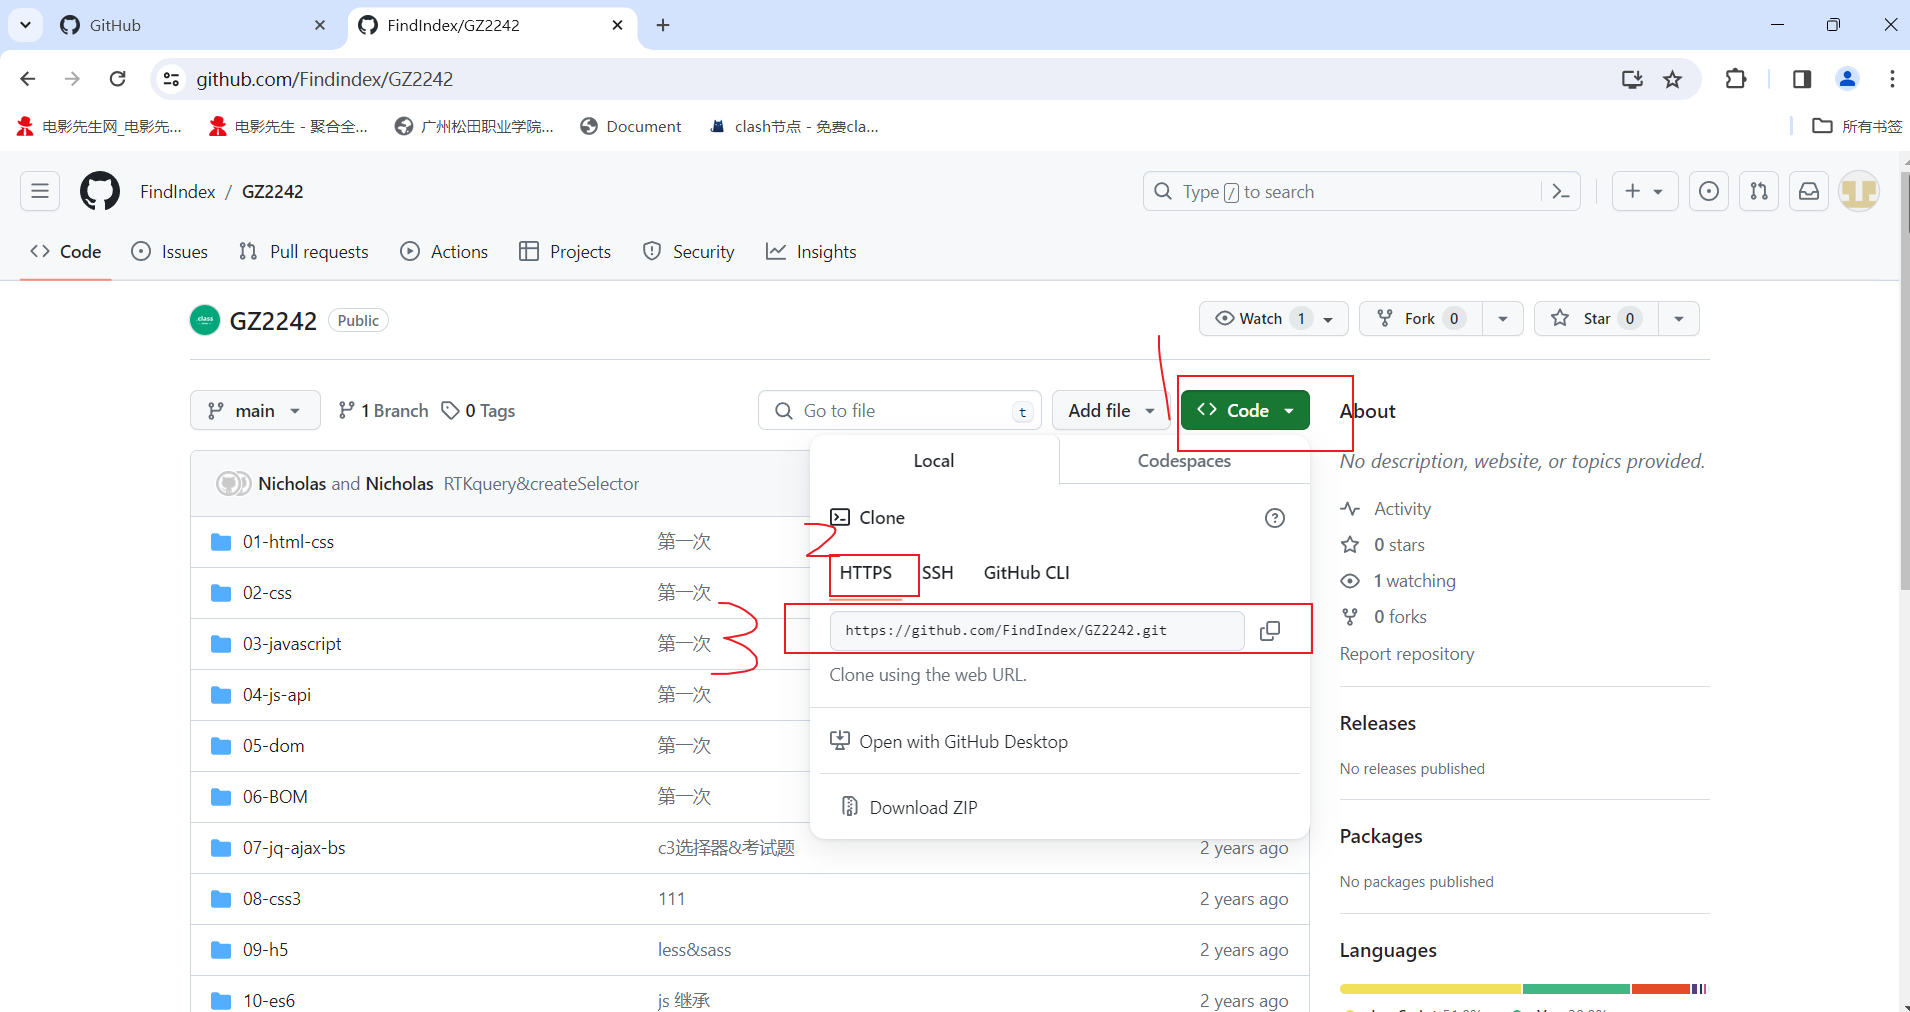 GitHub
FindIndex/GZ2242
github.com/Findindex/GZ2242
电影先生网_电影先...
电影先生 - 聚合全...
广州松田职业学院...
Document
clash节点 - 免费cla...
所有书签
FindIndex / GZ2242
Type / to search
Code
Issues
Pull requests
Actions
Projects
Security
Insights
class
GZ2242
Public
Watch 1
Fork 0
Star 0
1
main
1 Branch
0 Tags
Go to file
t
Add file
Code
About
Local
Codespaces
No description, website, or topics provided.
Nicholas and Nicholas RTKquery&createSelector
Clone
Activity
2
01-html-css 第一次
0 stars
HTTPS
SSH
GitHub CLI
1 watching
02-css 第一次
0 forks
3
https://github.com/FindIndex/GZ2242.git
03-javascript 第一次
Report repository
Clone using the web URL.
04-js-api 第一次
Releases
Open with GitHub Desktop
05-dom 第一次
No releases published
06-BOM 第一次
Download ZIP
Packages
07-jq-ajax-bs c3选择器&考试题 2 years ago
No packages published
08-css3 111 2 years ago
09-h5 less&sass 2 years ago
Languages
10-es6 js 继承 2 years ago